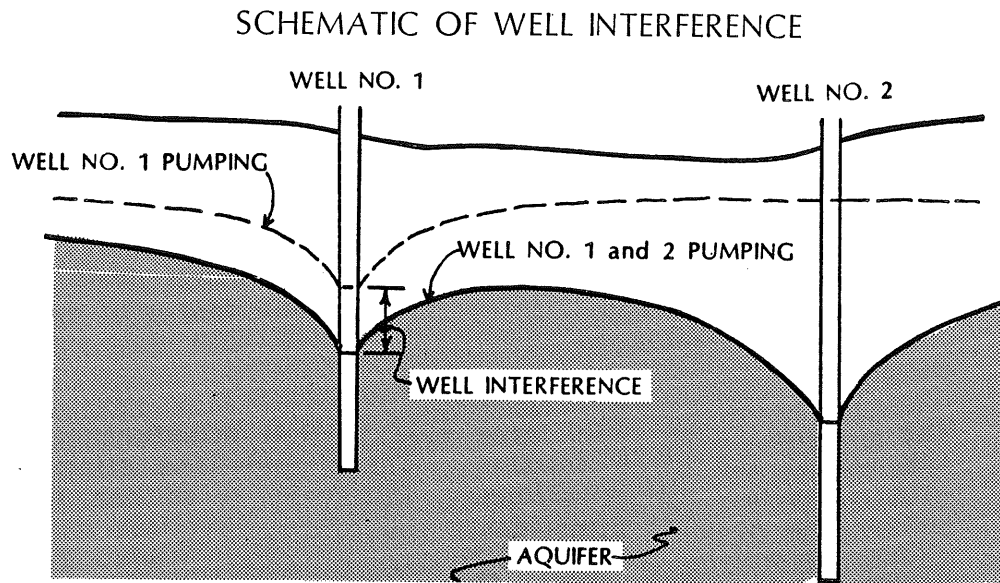 SCHEMATIC OF WELL INTERFERENCE
WELL NO. 1
WELL NO. 2
WELL NO. 1 PUMPING
WELL NO. 1 and 2 PUMPING
WELL INTERFERENCE
AQUIFER